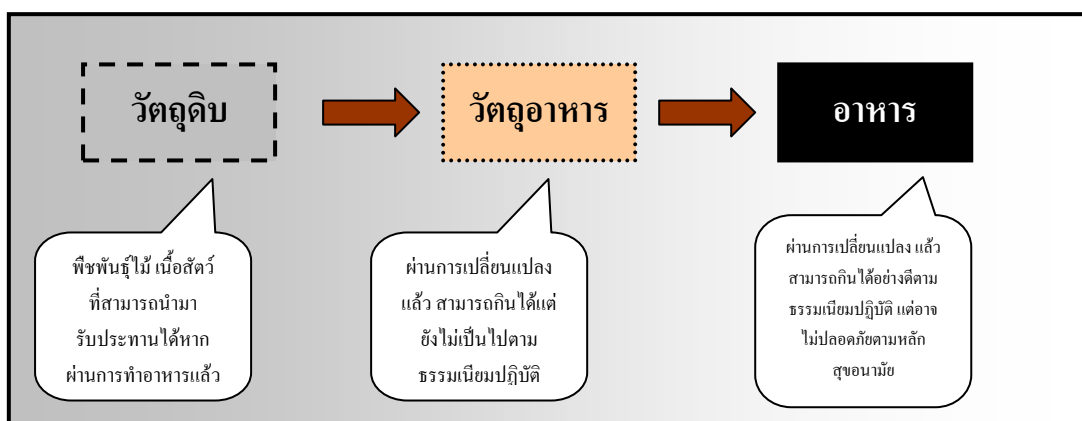 วัตถุดิบ
วัตถุอาหาร
อาหาร
พืชพันธุ์ไม้ เนื้อสัตว์
ที่สามารถนำมา
รับประทานได้หาก
ผ่านการทำอาหารแล้ว
ผ่านการเปลี่ยนแปลง
แล้ว สามารถกินได้แต่
ยังไม่เป็นไปตาม
ธรรมเนียมปฏิบัติ
ผ่านการเปลี่ยนแปลง แล้ว
สามารถกินได้อย่างดีตาม
ธรรมเนียมปฏิบัติ แต่อาจ
ไม่ปลอดภัยตามหลัก
สุขอนามัย